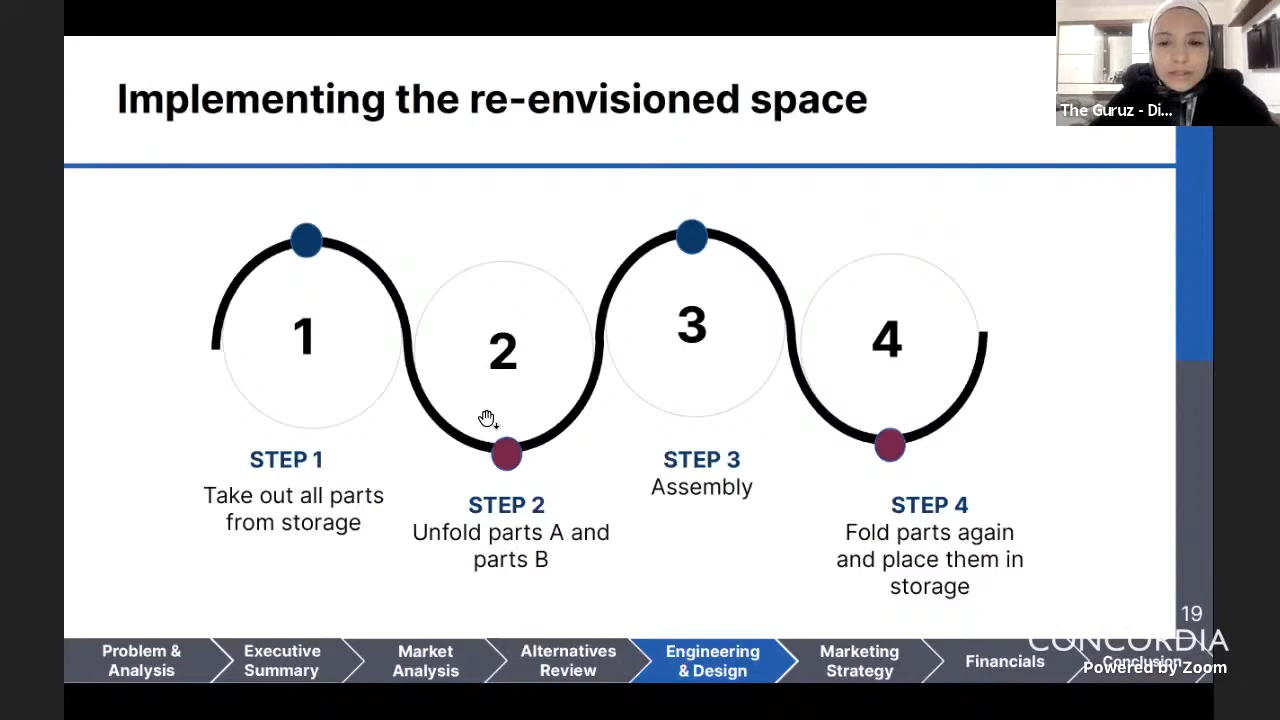 Implementing the re-envisioned space
The Guruz - Di...
1
2
3
4
STEP 1
Take out all parts
from storage
STEP 2
Unfold parts A and
parts B
STEP 3
Assembly
STEP 4
Fold parts again
and place them in
storage
19
CONCORDIA
Powered by Zoom
Problem &
Analysis
Executive
Summary
Market
Analysis
Alternatives
Review
Engineering
& Design
Marketing
Strategy
Financials
Conclusion